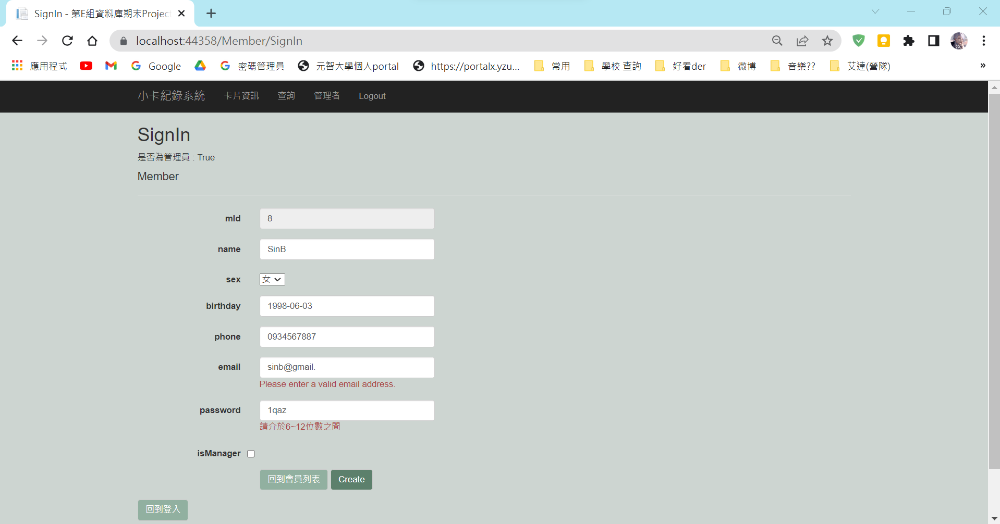 SignIn - 第E組資料庫期末Project
localhost:44358/Member/SignIn
應用程式 Google 密碼管理員 元智大學個人portal https://portalx.yzu... 常用 學校 查詢 好看der 微博 音樂?? 艾達(營隊) »
小卡紀錄系統 卡片資訊 查詢 管理者 Logout
SignIn
是否為管理員 : True
Member
mId 8
name SinB
sex 女
birthday 1998-06-03
phone 0934567887
email sinb@gmail.
Please enter a valid email address.
password 1qaz
請介於6~12位數之間
isManager
回到會員列表 Create
回到登入